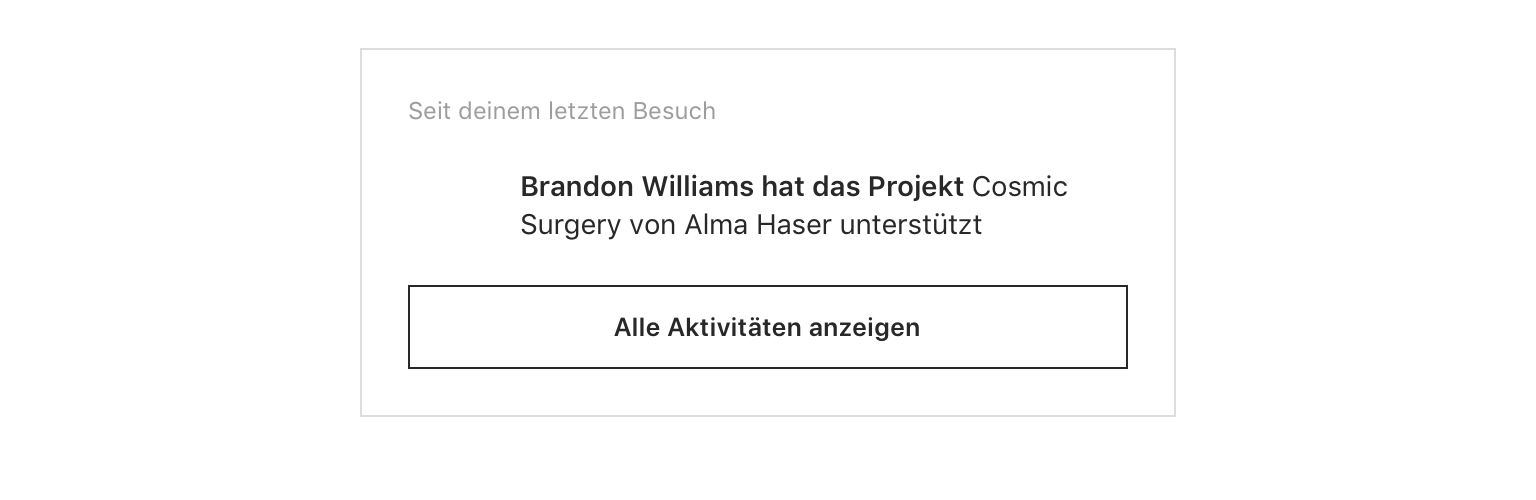 Seit deinem letzten Besuch
Brandon Williams hat das Projekt Cosmic
Surgery von Alma Haser unterstützt
Alle Aktivitäten anzeigen